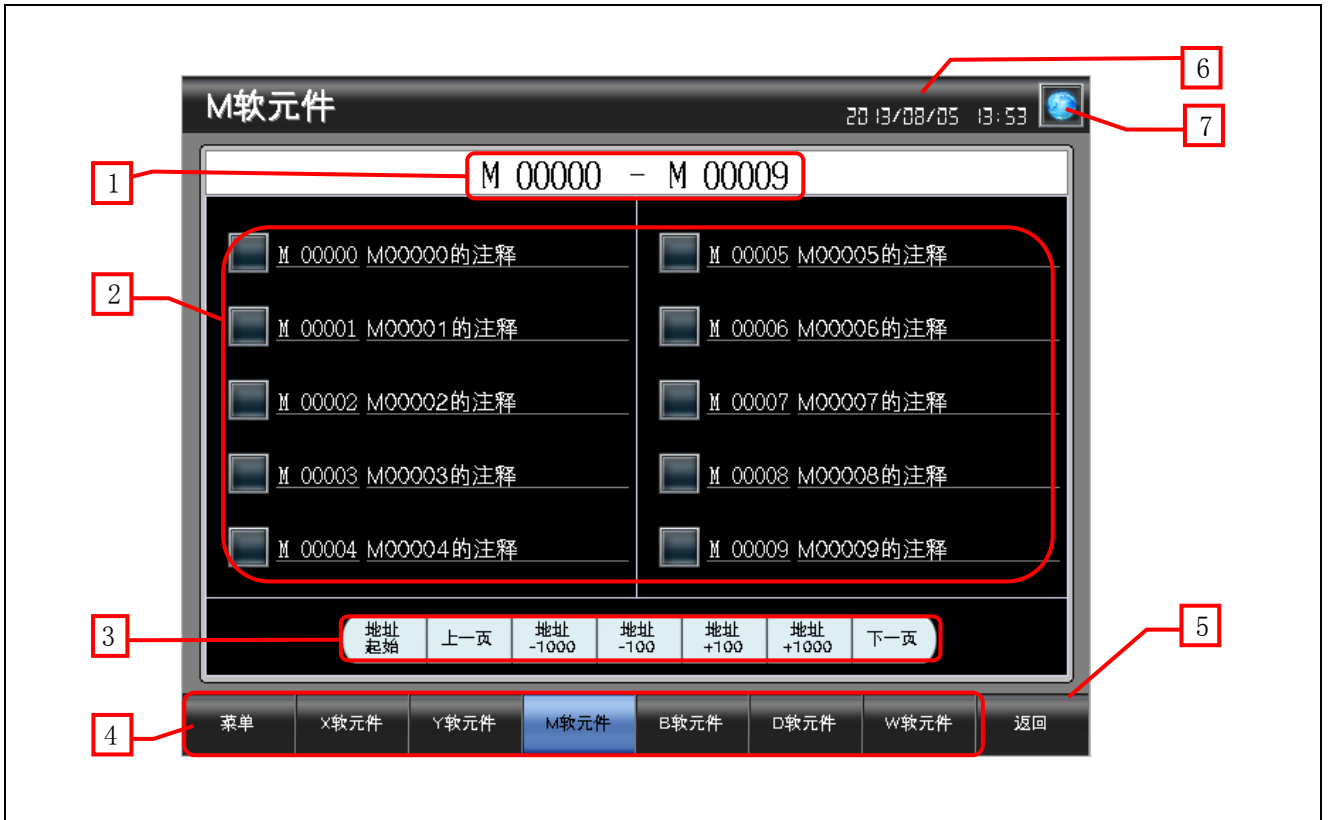 6
M软元件
2013/08/05 13:53
7
1
M 00000 - M 00009
2
M 00000 M00000的注释
M 00005 M00005的注释
M 00001 M00001的注释
M 00006 M00006的注释
M 00002 M00002的注释
M 00007 M00007的注释
M 00003 M00003的注释
M 00008 M00008的注释
M 00004 M00004的注释
M 00009 M00009的注释
3
地址
起始
上一页
地址
-1000
地址
-100
地址
+100
地址
+1000
下一页
5
4
菜单
X软元件
Y软元件
M软元件
B软元件
D软元件
W软元件
返回